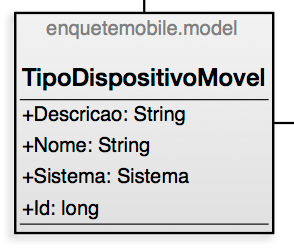 enquetemobile.model
TipoDispositivoMovel
+Descricao: String
+Nome: String
+Sistema: Sistema
+Id: long